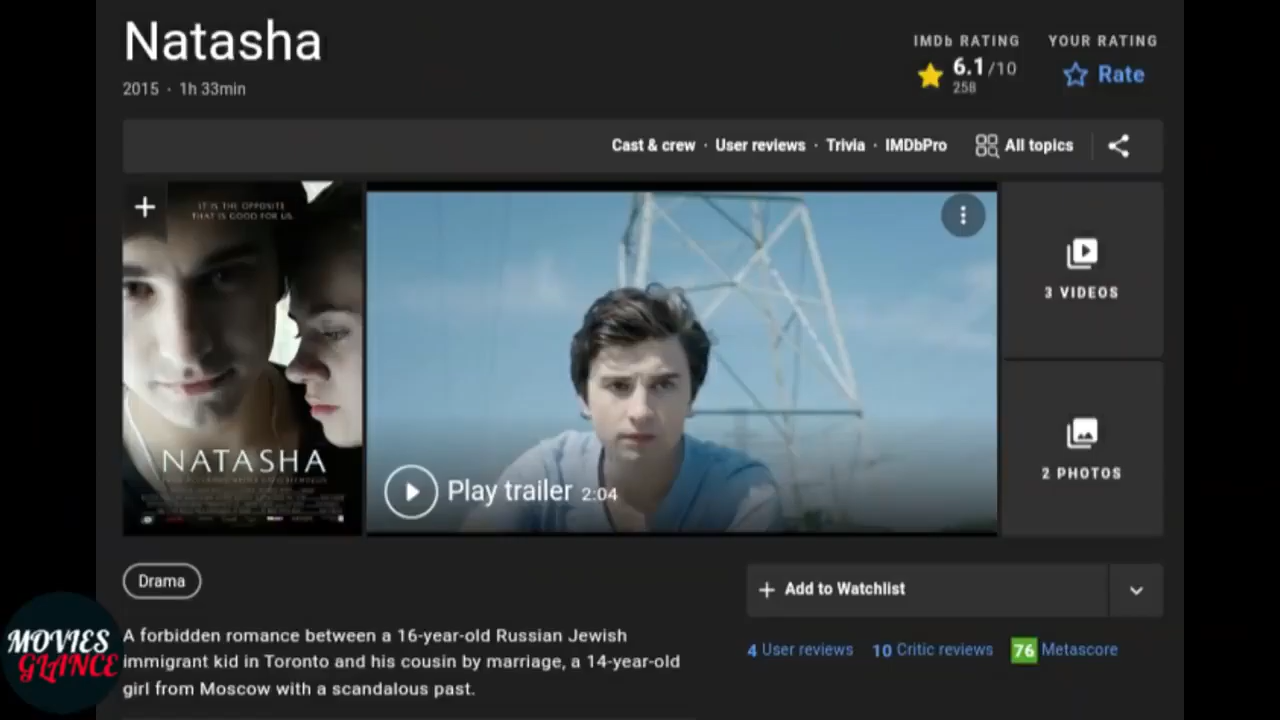 Natasha
2015 · 1h 33min
IMDb RATING
6.1/10
258
YOUR RATING
Rate
Cast & crew · User reviews · Trivia · IMDbPro
All topics
IT IS THE OPPOSITE
THAT IS GOOD FOR US
NATASHA
Play trailer 2:04
3 VIDEOS
2 PHOTOS
Drama
A forbidden romance between a 16-year-old Russian Jewish
immigrant kid in Toronto and his cousin by marriage, a 14-year-old
girl from Moscow with a scandalous past.
Add to Watchlist
4 User reviews
10 Critic reviews
76 Metascore
MOVIES
GLANCE